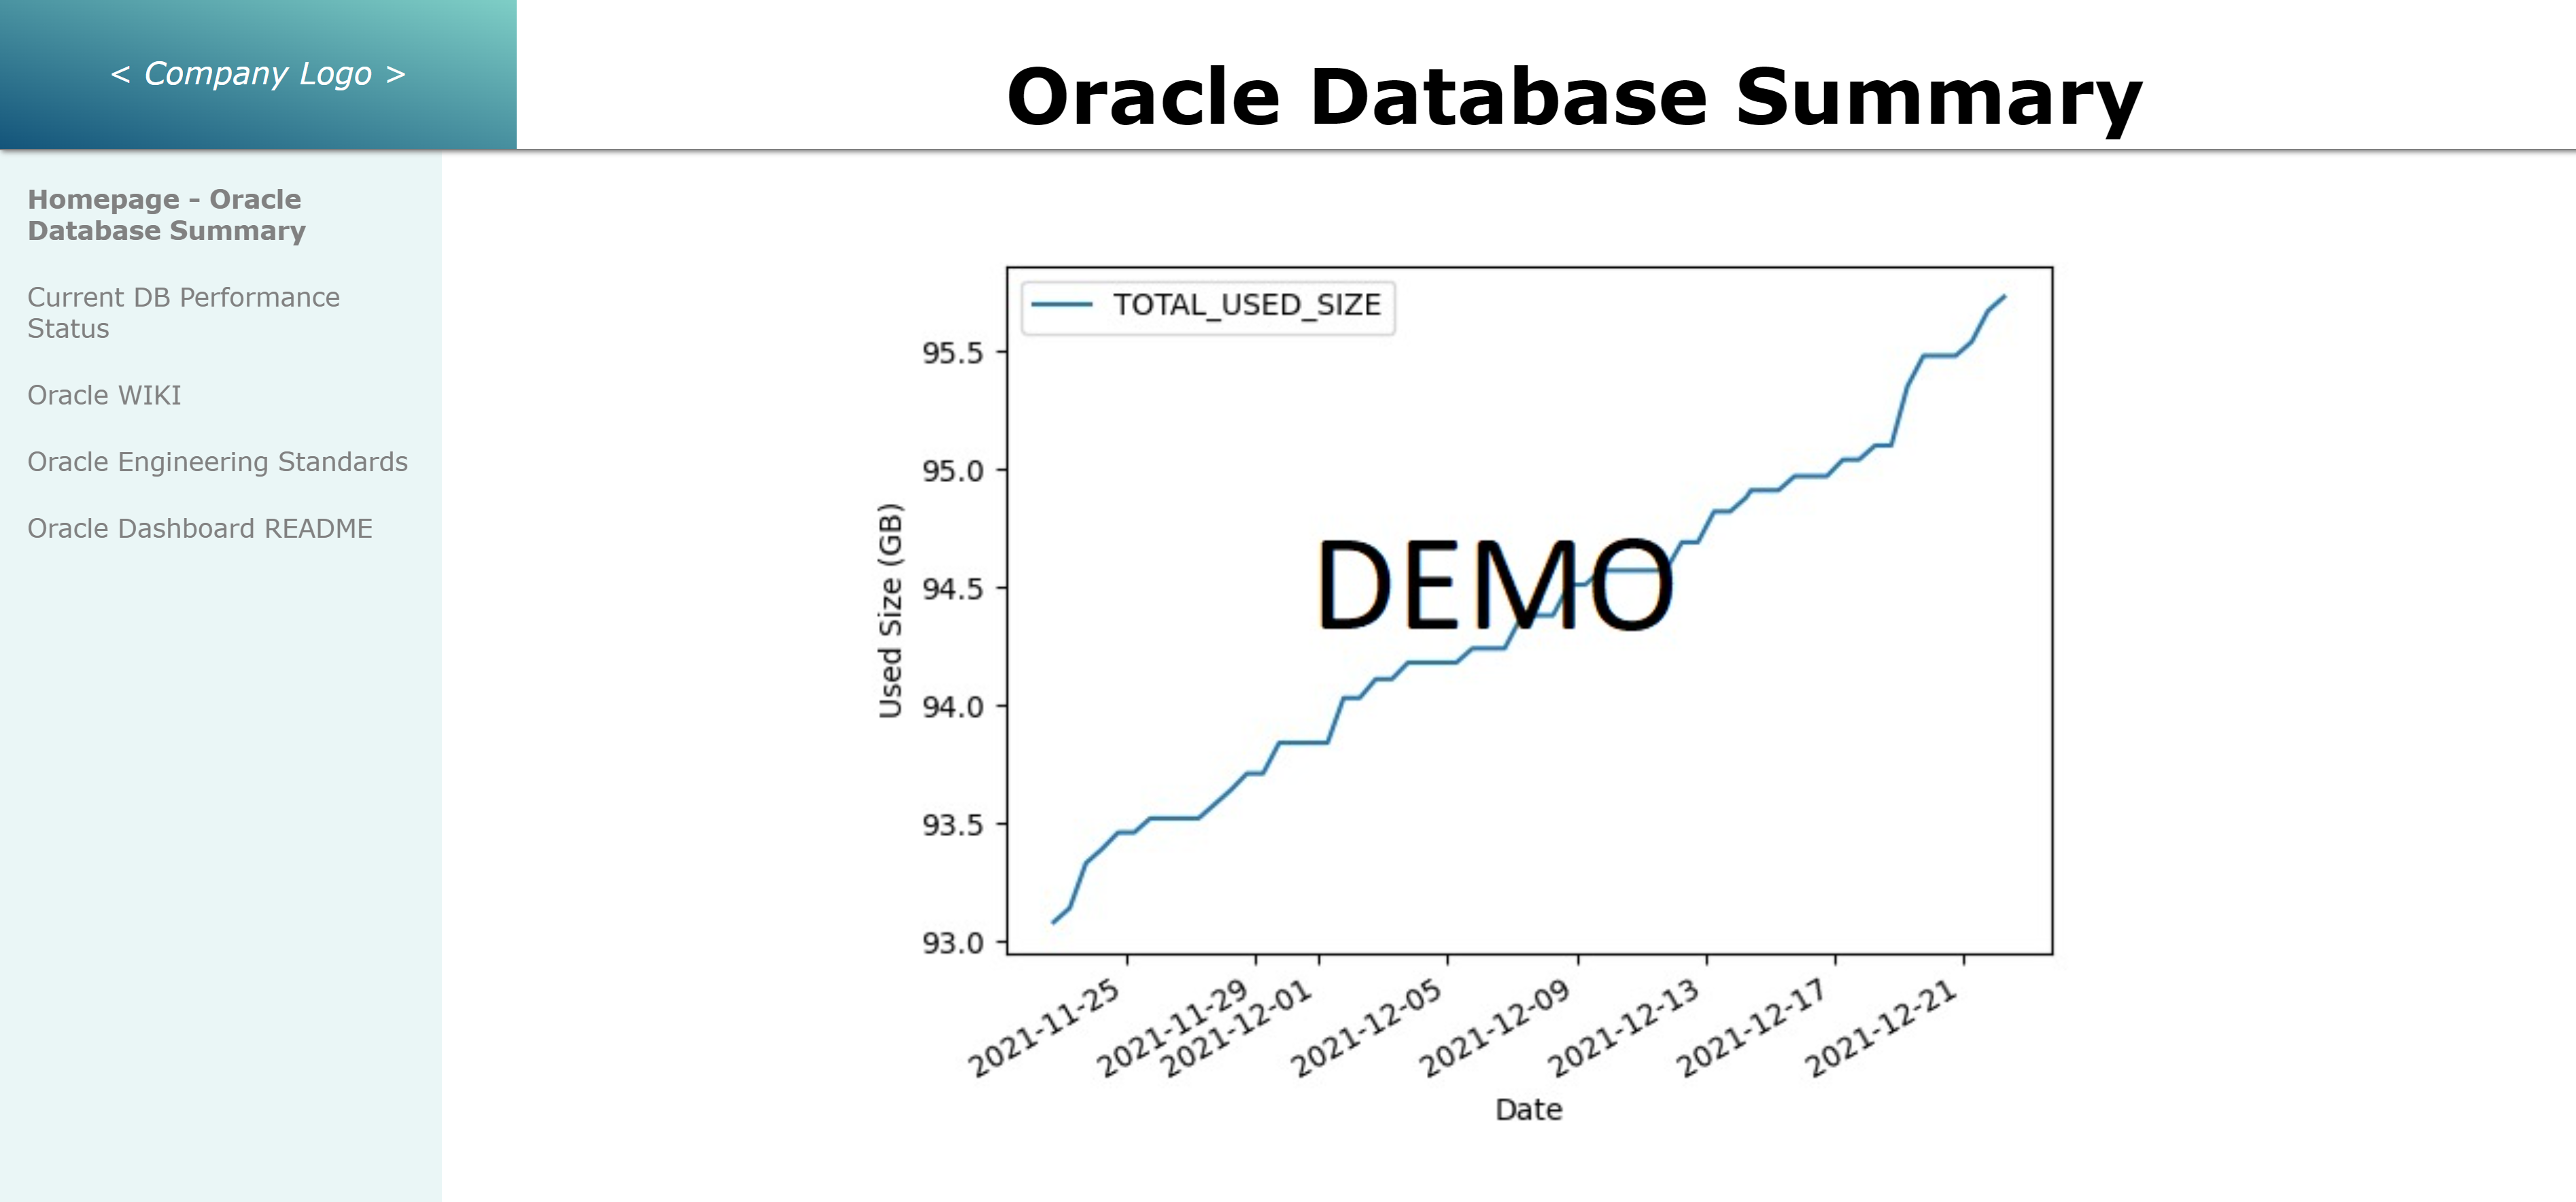 < Company Logo >
Oracle Database Summary
Homepage - Oracle
Database Summary
Current DB Performance
Status
Oracle WIKI
Oracle Engineering Standards
Oracle Dashboard README
TOTAL_USED_SIZE
95.5
95.0
94.5
94.0
93.5
93.0
Used Size (GB)
DEMO
2021-11-25
2021-11-29
2021-12-01
2021-12-05
2021-12-09
2021-12-13
2021-12-17
2021-12-21
Date